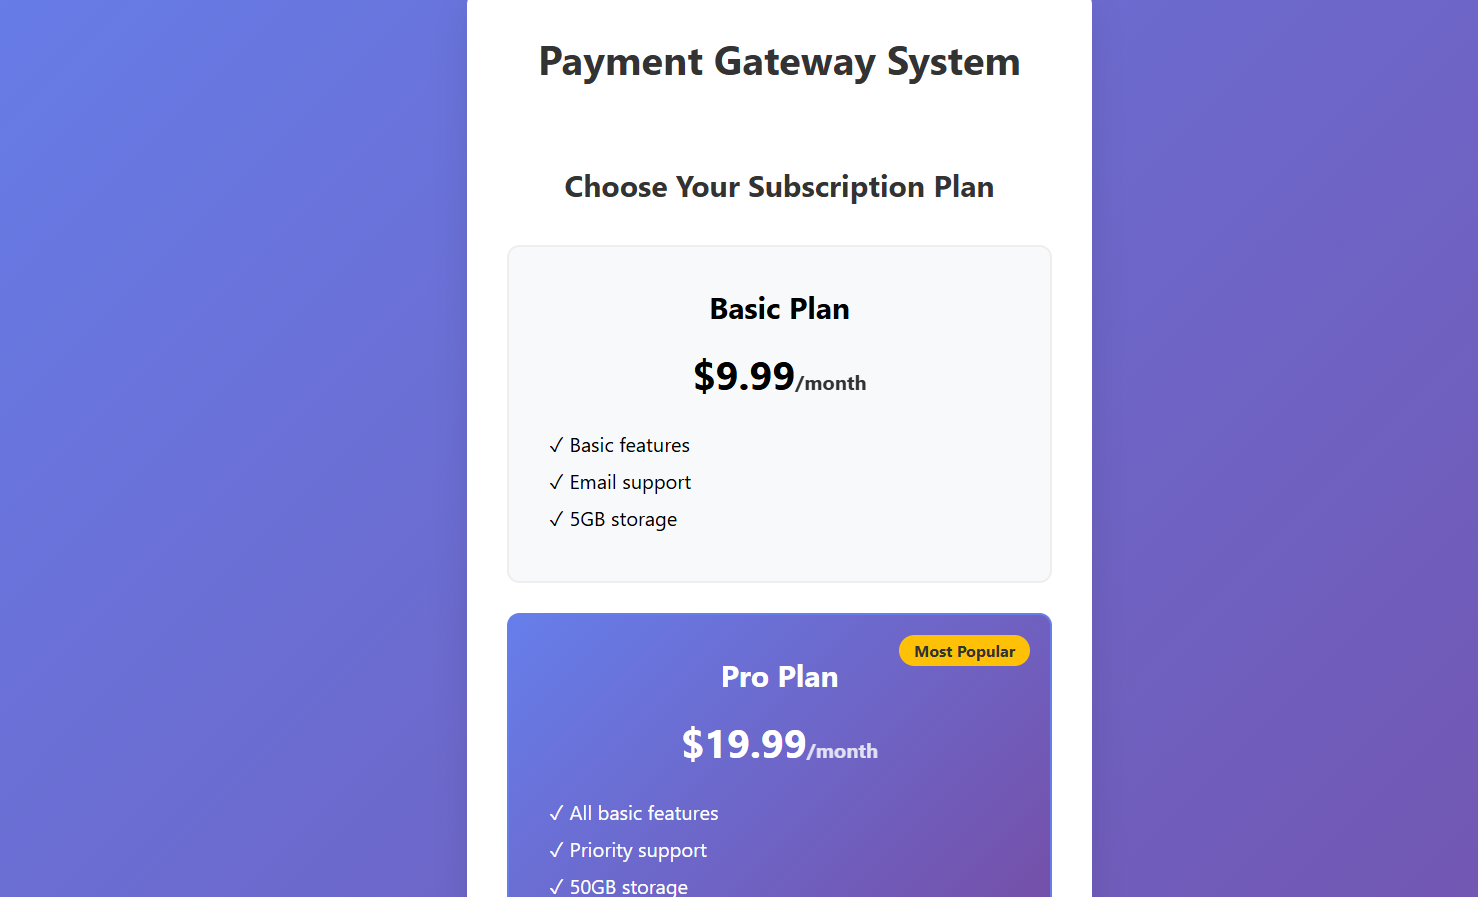 Payment Gateway System
Choose Your Subscription Plan
Basic Plan
$9.99/month
✓ Basic features
✓ Email support
✓ 5GB storage
Most Popular
Pro Plan
$19.99/month
✓ All basic features
✓ Priority support
✓ 50GB storage